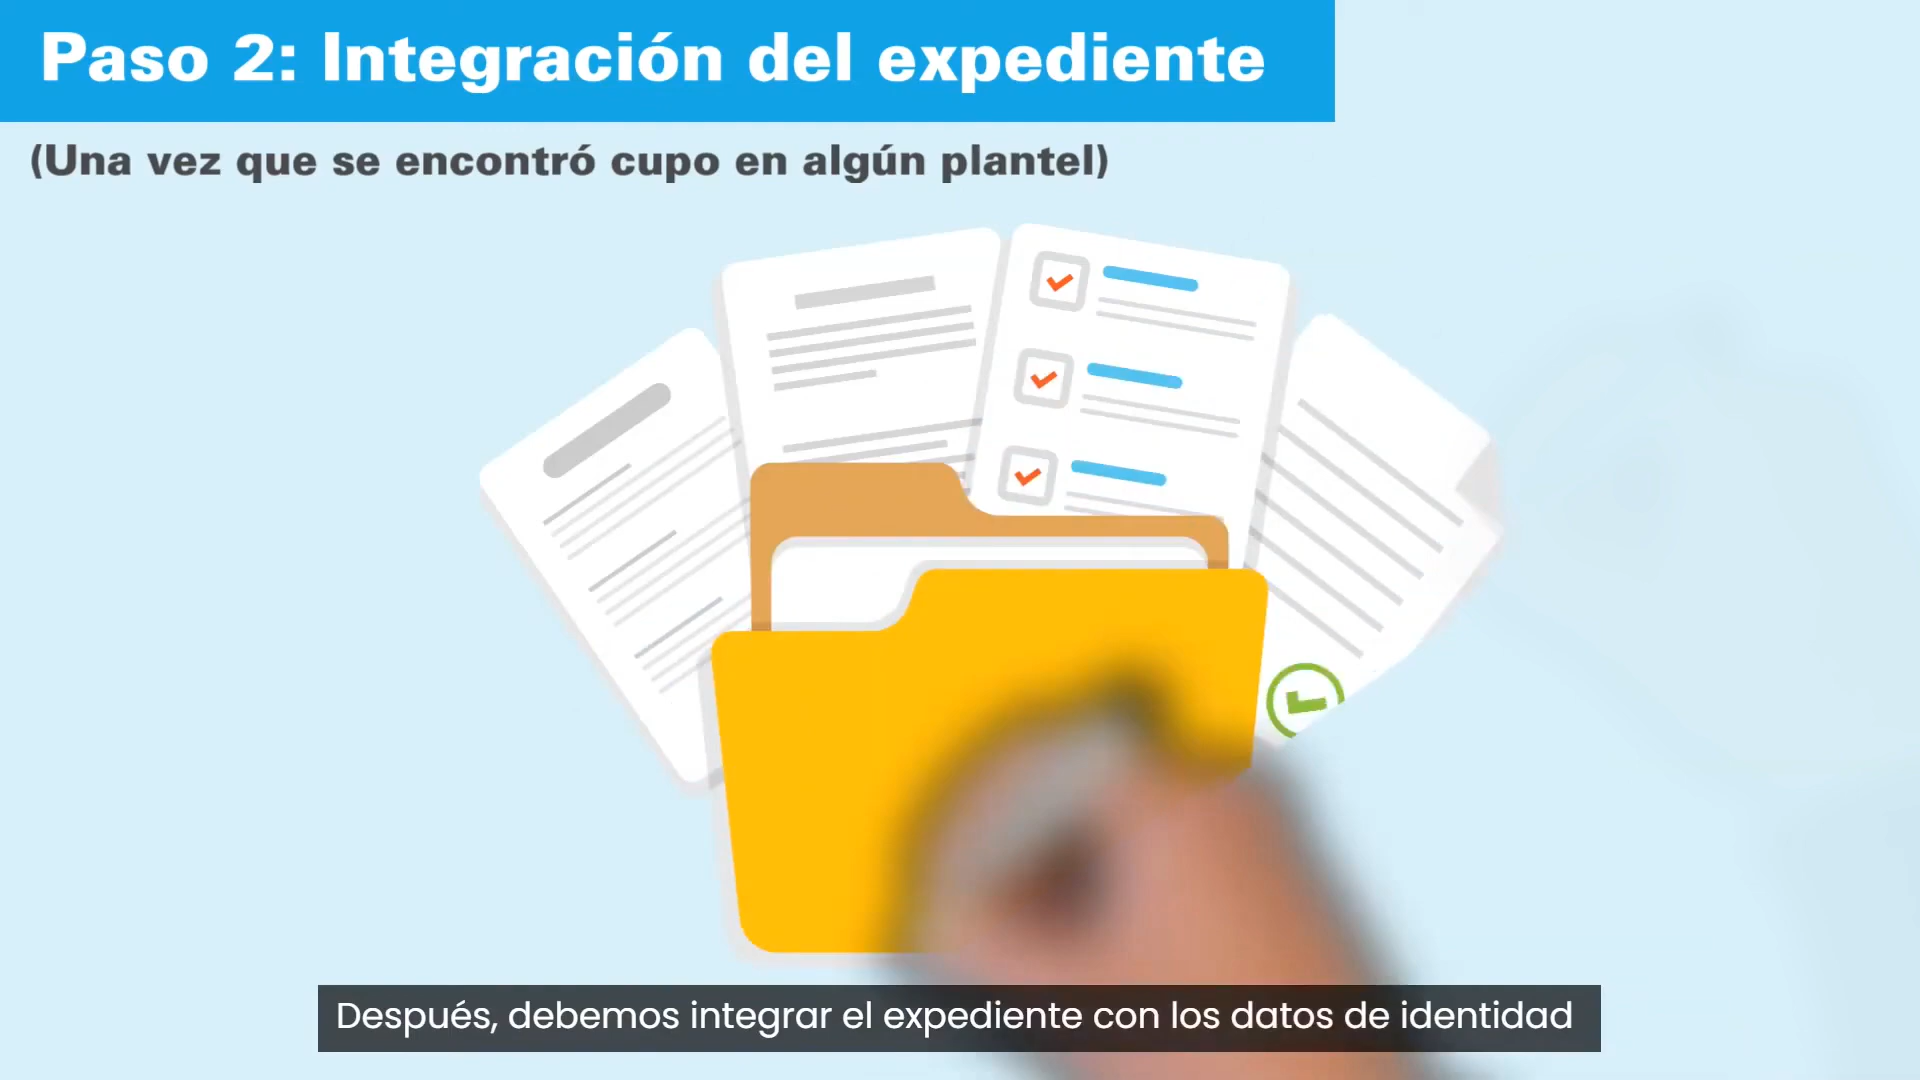 Paso 2: Integración del expediente
(Una vez que se encontró cupo en algún plantel)
Después, debemos integrar el expediente con los datos de identidad